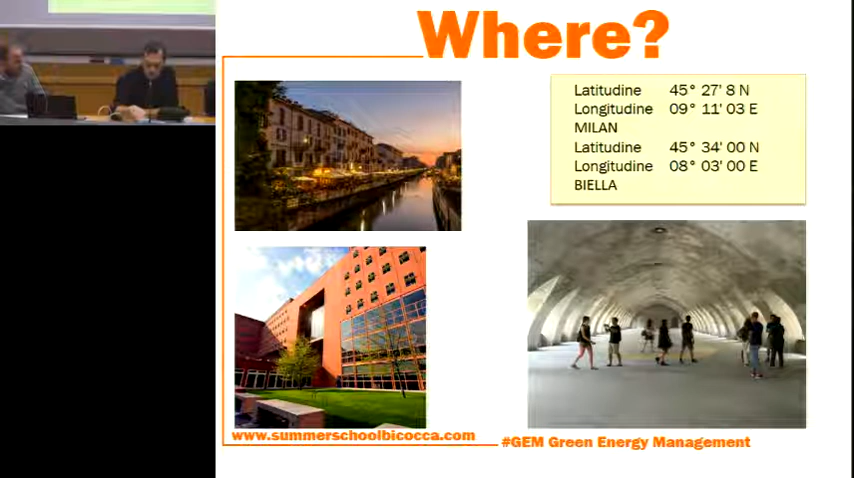 Where?
Latitudine 45° 27' 8 N
Longitudine 09° 11' 03 E
MILAN
Latitudine 45° 34' 00 N
Longitudine 08° 03' 00 E
BIELLA
www.summerschoolbicocca.com
#GEM Green Energy Management